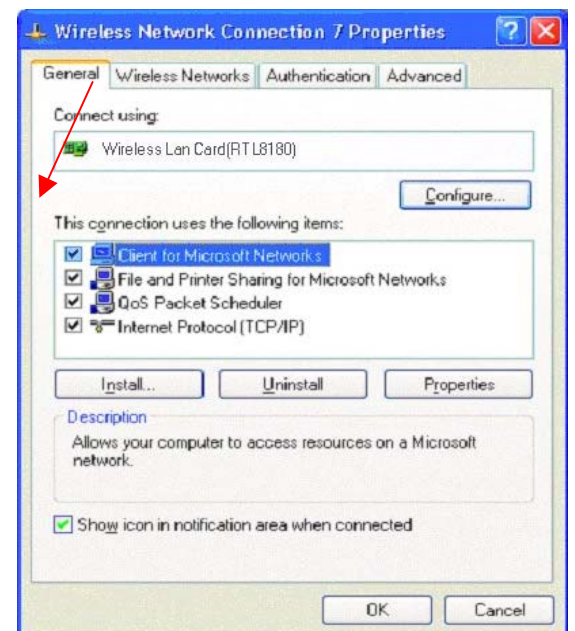 Wireless Network Connection 7 Properties
General Wireless Networks Authentication Advanced
Connect using:
Wireless Lan Card(RTL8180)
Configure...
This connection uses the following items:
Client for Microsoft Networks
File and Printer Sharing for Microsoft Networks
QoS Packet Scheduler
Internet Protocol (TCP/IP)
Install... Uninstall Properties
Description
Allows your computer to access resources on a Microsoft
network.
Show icon in notification area when connected
OK Cancel